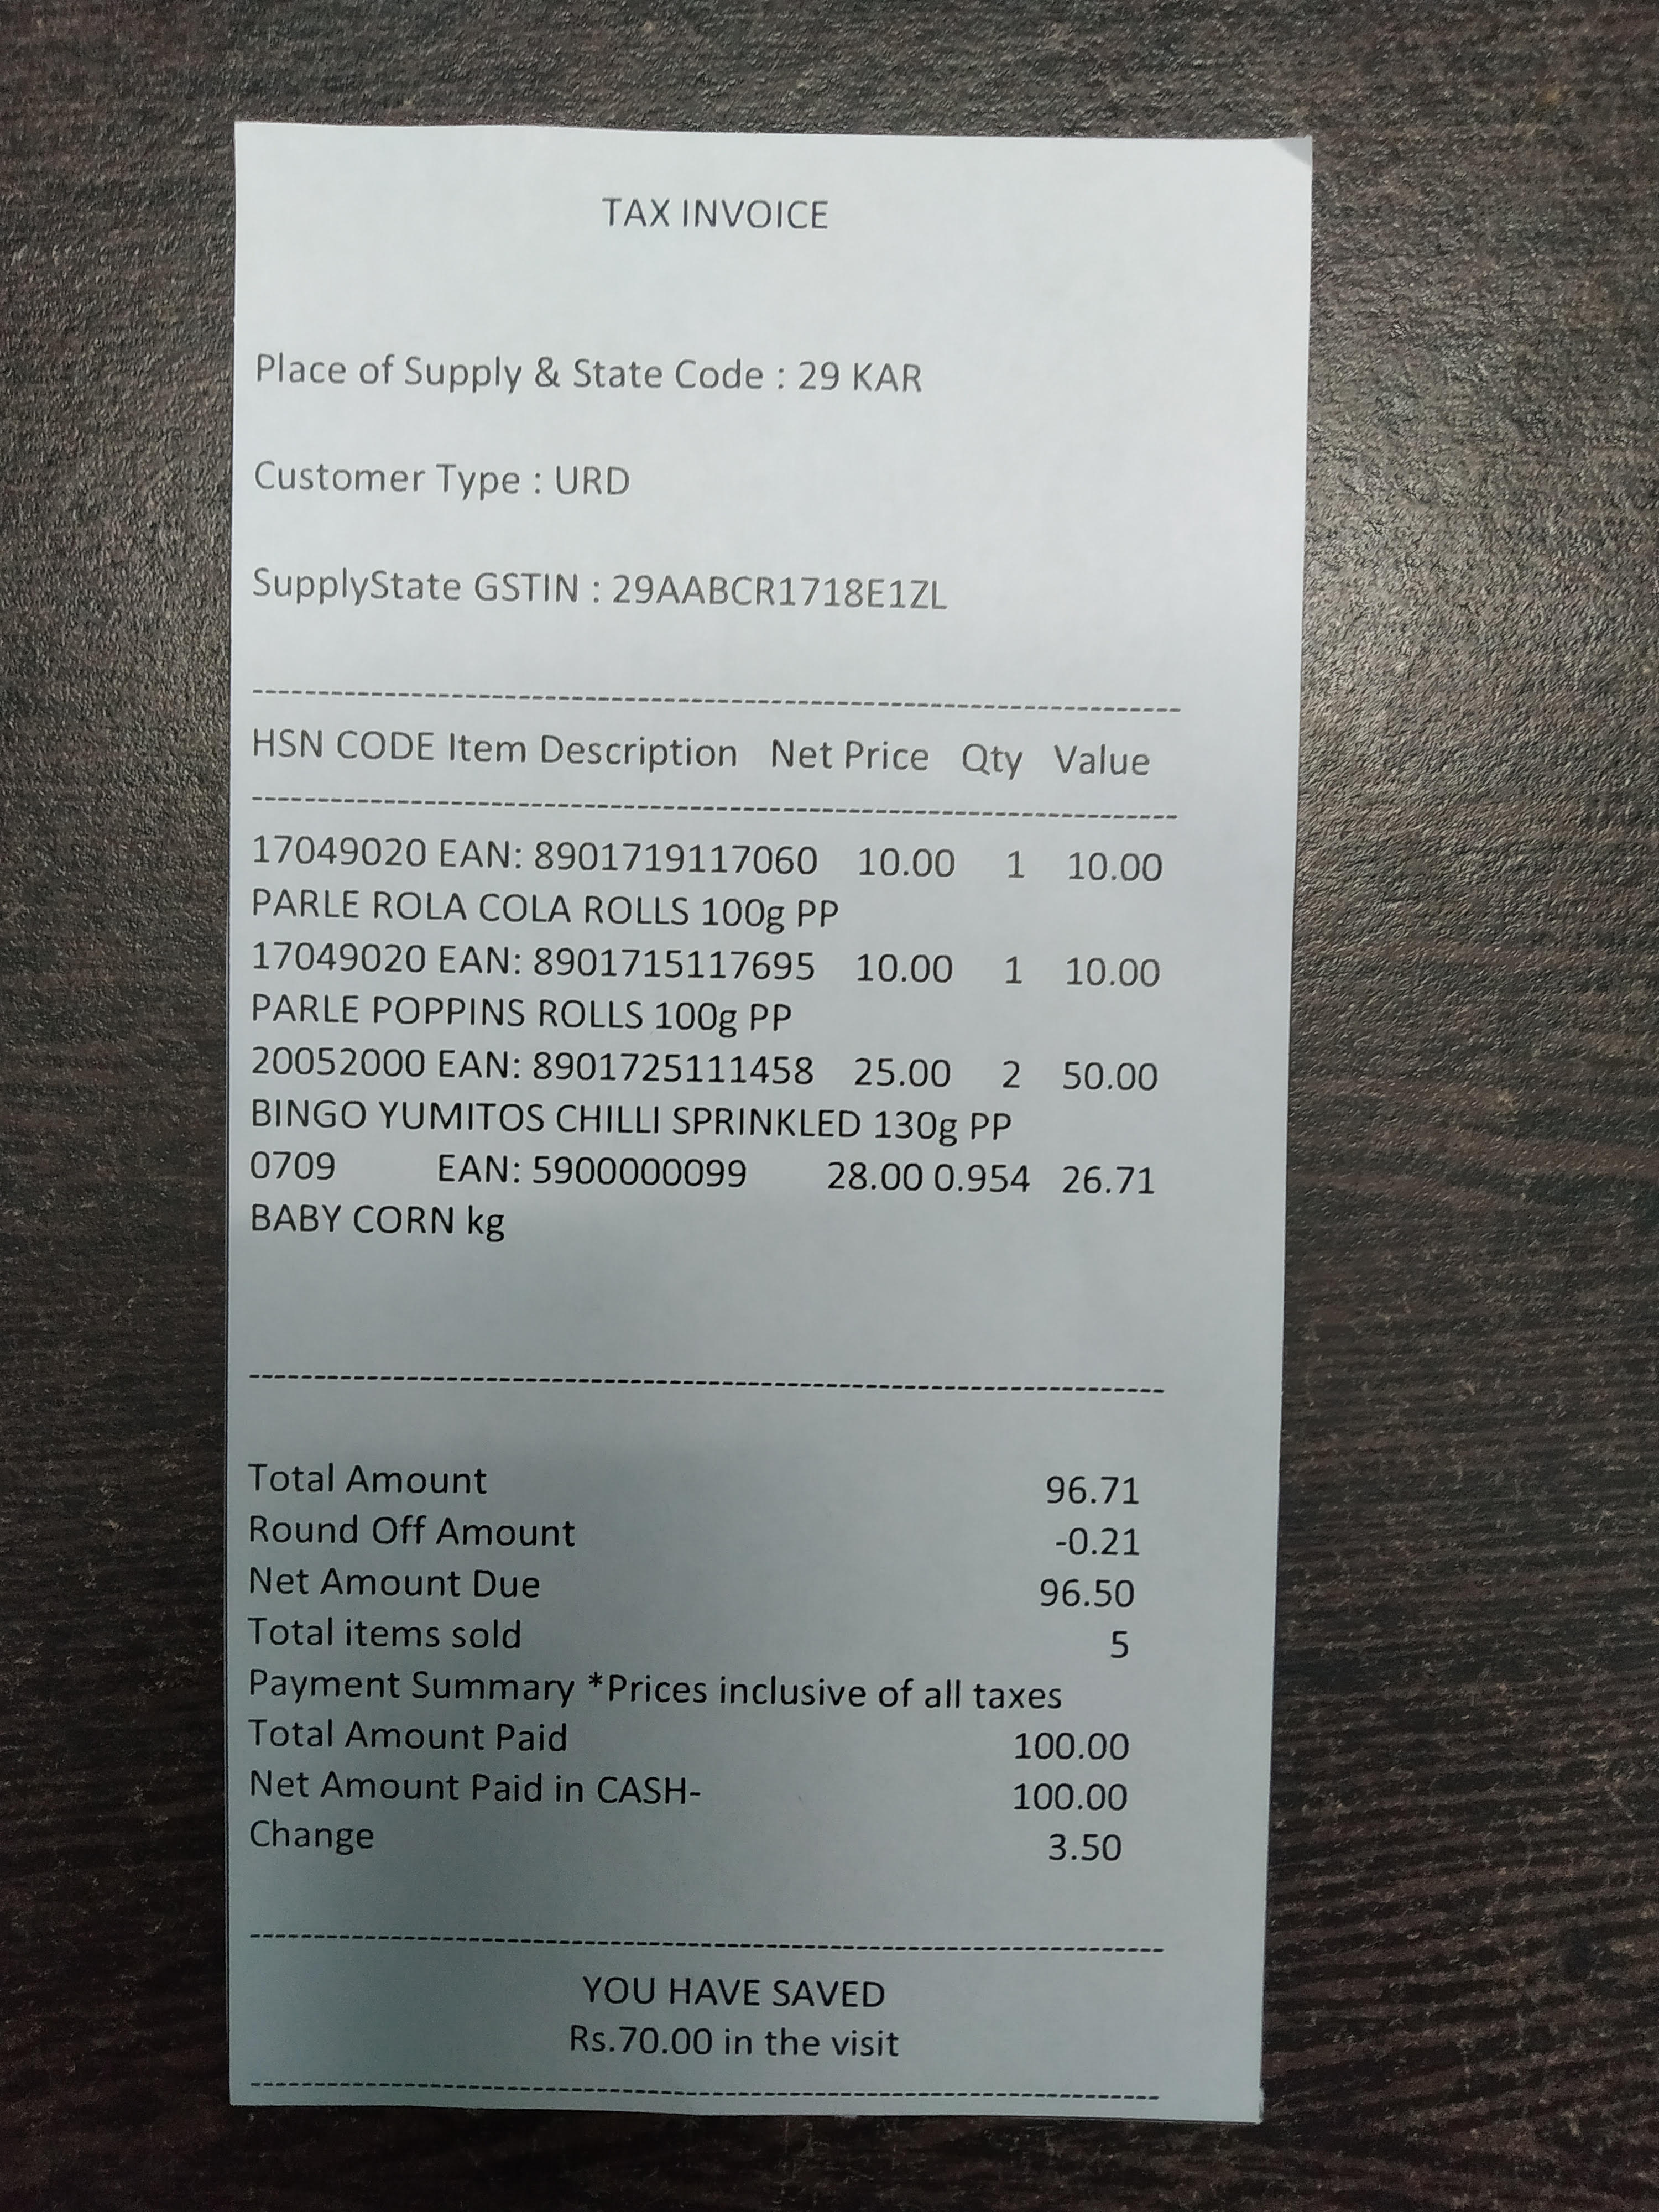 TAX INVOICE
Place of Supply & State Code : 29 KAR
Customer Type : URD
SupplyState GSTIN : 29AABCR1718E1ZL
--------------------------------------------------------------------------
HSN CODE Item Description Net Price Qty Value
--------------------------------------------------------------------------
17049020 EAN: 8901719117060 10.00 1 10.00
PARLE ROLA COLA ROLLS 100g PP
17049020 EAN: 8901715117695 10.00 1 10.00
PARLE POPPINS ROLLS 100g PP
20052000 EAN: 8901725111458 25.00 2 50.00
BINGO YUMITOS CHILLI SPRINKLED 130g PP
0709 EAN: 5900000099 28.00 0.954 26.71
BABY CORN kg
--------------------------------------------------------------------------
Total Amount 96.71
Round Off Amount -0.21
Net Amount Due 96.50
Total items sold 5
Payment Summary *Prices inclusive of all taxes
Total Amount Paid 100.00
Net Amount Paid in CASH- 100.00
Change 3.50
--------------------------------------------------------------------------
YOU HAVE SAVED
Rs.70.00 in the visit
--------------------------------------------------------------------------